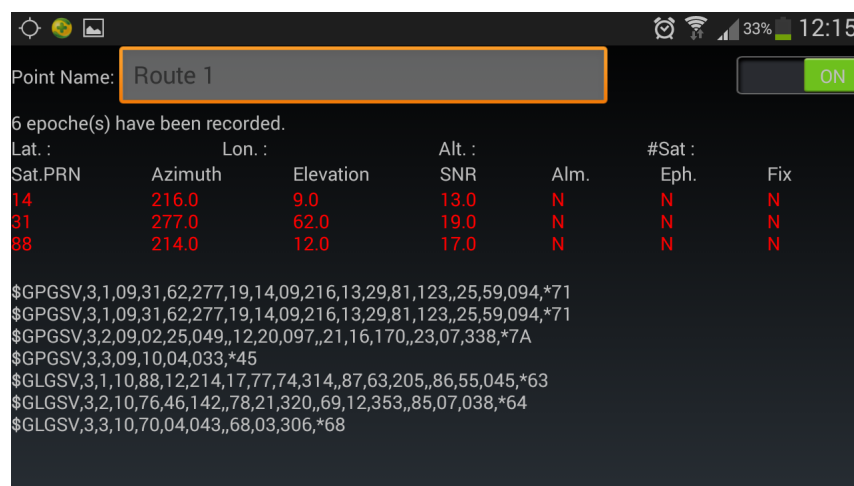 33% 12:15
Point Name: Route 1 ON
6 epoche(s) have been recorded.
Lat. : Lon. : Alt. : #Sat :
Sat.PRN Azimuth Elevation SNR Alm. Eph. Fix
14 216.0 9.0 13.0 N N N
31 277.0 62.0 19.0 N N N
88 214.0 12.0 17.0 N N N
$GPGSV,3,1,09,31,62,277,19,14,09,216,13,29,81,123,,25,59,094,*71
$GPGSV,3,1,09,31,62,277,19,14,09,216,13,29,81,123,,25,59,094,*71
$GPGSV,3,2,09,02,25,049,,12,20,097,,21,16,170,,23,07,338,*7A
$GPGSV,3,3,09,10,04,033,*45
$GLGSV,3,1,10,88,12,214,17,77,74,314,,87,63,205,,86,55,045,*63
$GLGSV,3,2,10,76,46,142,,78,21,320,,69,12,353,,85,07,038,*64
$GLGSV,3,3,10,70,04,043,,68,03,306,*68